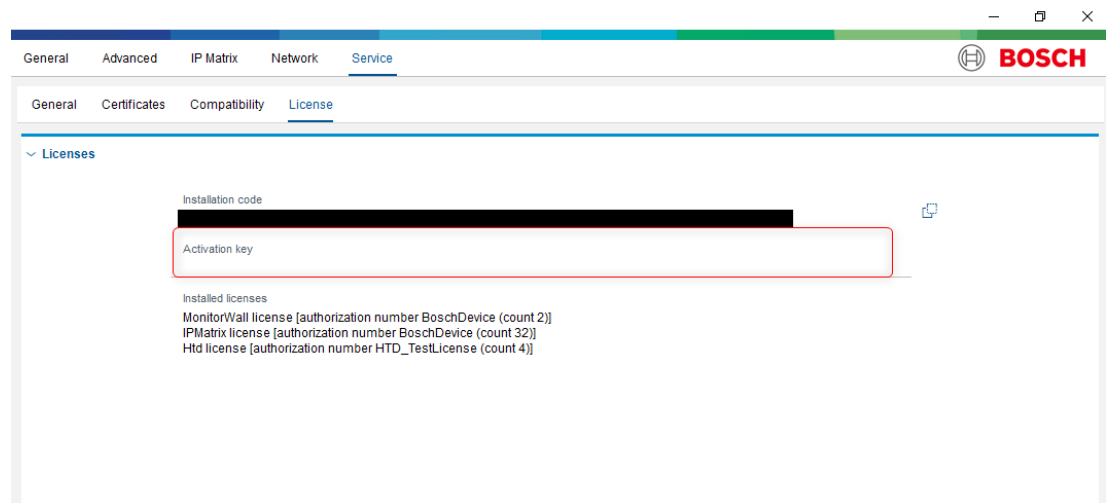 General Advanced IP Matrix Network Service
BOSCH
General Certificates Compatibility License
Licenses
Installation code
Activation key
Installed licenses
MonitorWall license [authorization number BoschDevice (count 2)]
IPMatrix license [authorization number BoschDevice (count 32)]
Htd license [authorization number HTD_TestLicense (count 4)]